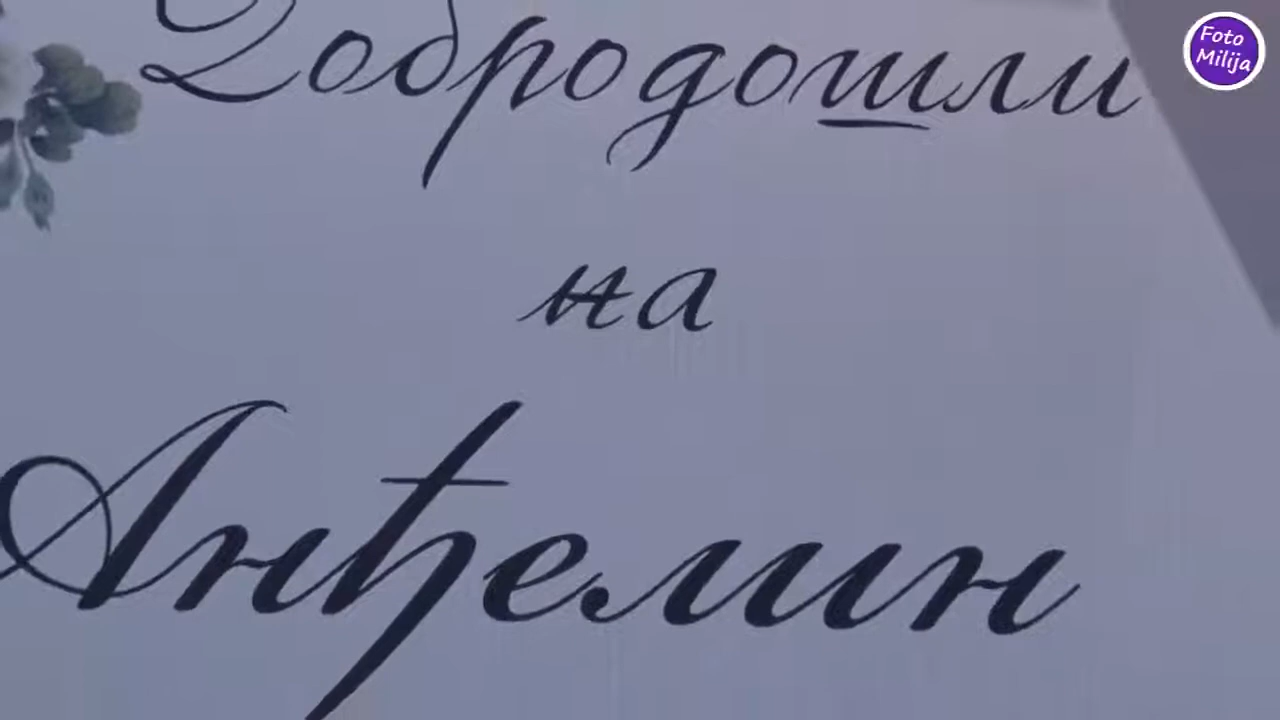 Добродошли
на
Анђелин
Foto
Milija